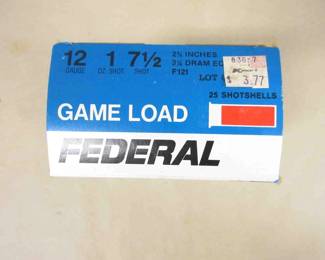 12 1 7½ 2¾ INCHES
GAUGE OZ. SHOT SHOT 3¼ DRAM EQ
F121 LOT
$ 3.77
25 SHOTSHELLS
GAME LOAD
FEDERAL